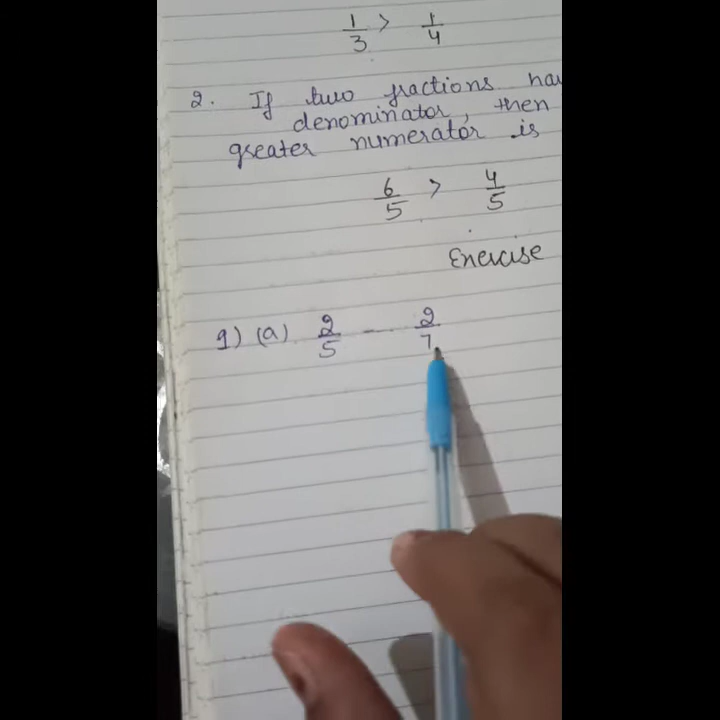 1/3 > 1/4
2. If two fractions ha
denominator, then
greater numerator is
6/5 > 4/5
Exercise
1) (a) 2/5 - 2/7